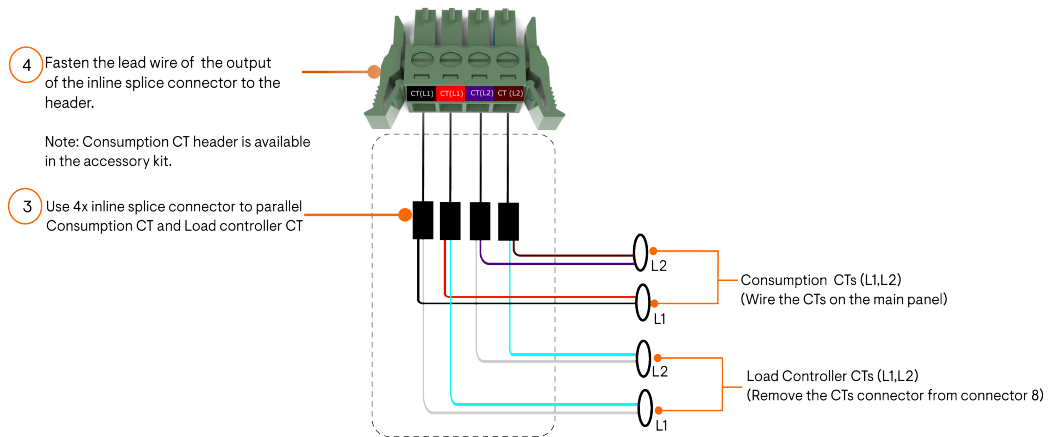 4
Fasten the lead wire of the output
of the inline splice connector to the
header.
Note: Consumption CT header is available
in the accessory kit.
CT(L1) CT(L1) CT(L2) CT (L2)
3
Use 4x inline splice connector to parallel
Consumption CT and Load controller CT
L2
L1
Consumption CTs (L1,L2)
(Wire the CTs on the main panel)
L2
L1
Load Controller CTs (L1,L2)
(Remove the CTs connector from connector 8)